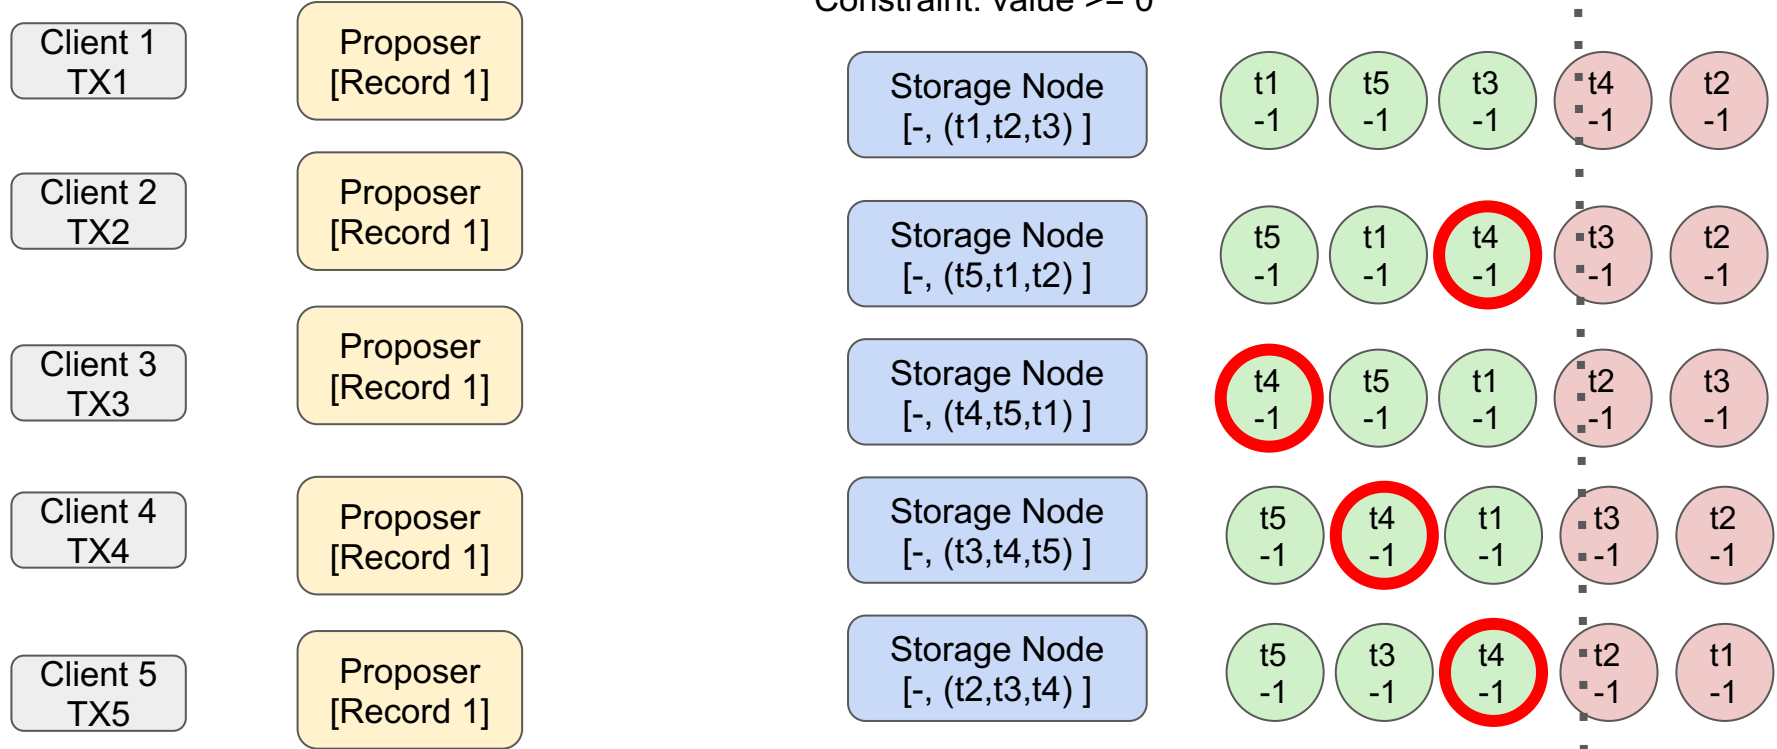 Constraint: value >= 0
Client 1
TX1
Proposer
[Record 1]
Storage Node
[-, (t1,t2,t3) ]
t1
-1
t5
-1
t3
-1
t4
-1
t2
-1
Client 2
TX2
Proposer
[Record 1]
Storage Node
[-, (t5,t1,t2) ]
t5
-1
t1
-1
t4
-1
t3
-1
t2
-1
Client 3
TX3
Proposer
[Record 1]
Storage Node
[-, (t4,t5,t1) ]
t4
-1
t5
-1
t1
-1
t2
-1
t3
-1
Client 4
TX4
Proposer
[Record 1]
Storage Node
[-, (t3,t4,t5) ]
t5
-1
t4
-1
t1
-1
t3
-1
t2
-1
Client 5
TX5
Proposer
[Record 1]
Storage Node
[-, (t2,t3,t4) ]
t5
-1
t3
-1
t4
-1
t2
-1
t1
-1